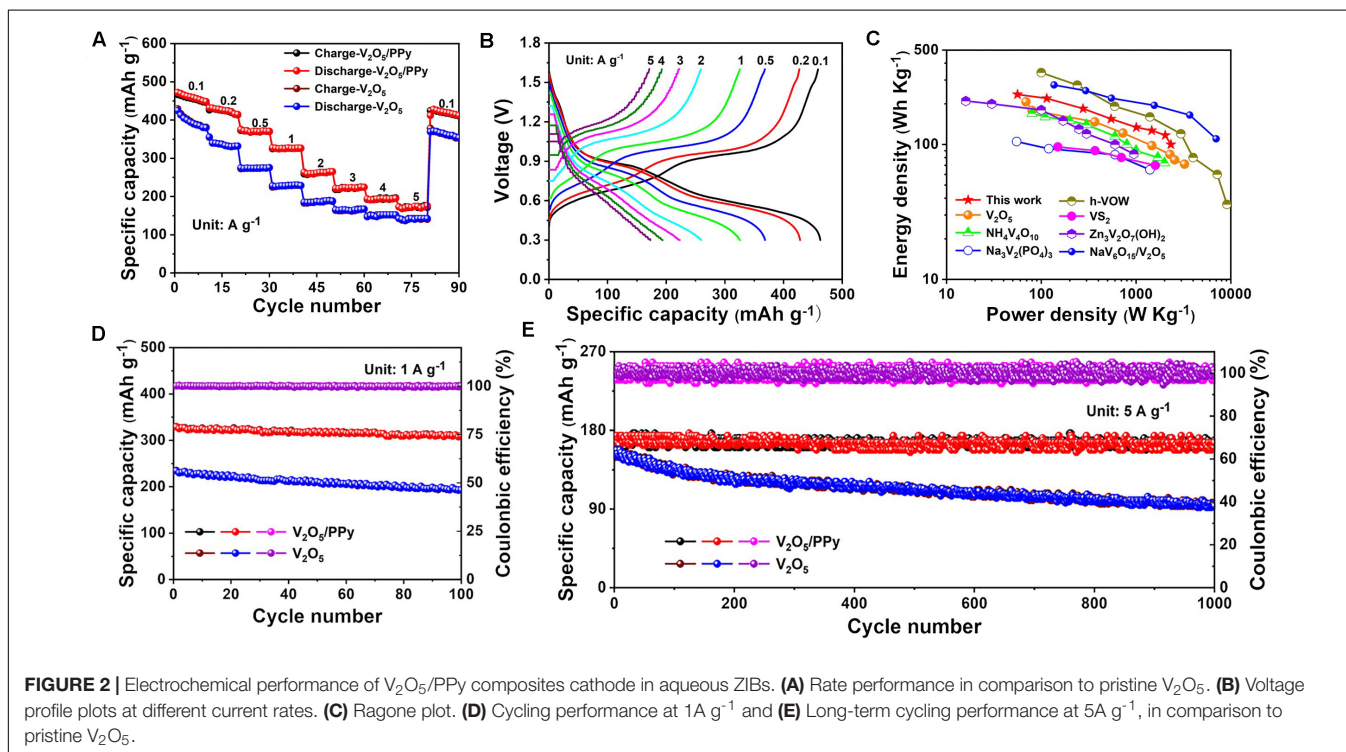 A
Specific capacity (mAh g⁻¹)
600
500
400
300
200
100
0
0 15 30 45 60 75 90
Cycle number
Charge-V₂O₅/PPy
Discharge-V₂O₅/PPy
Charge-V₂O₅
Discharge-V₂O₅
0.1
0.2
0.5
1
2
3
4
5
0.1
Unit: A g⁻¹
B
Voltage (V)
1.8
1.5
1.2
0.9
0.6
0.3
0.0
0 100 200 300 400 500
Specific capacity (mAh g⁻¹)
Unit: A g⁻¹
5 4 3 2 1 0.5 0.2 0.1
C
Energy density (Wh Kg⁻¹)
500
100
10
10 100 1000 10000
Power density (W Kg⁻¹)
This work
V₂O₅
NH₄V₄O₁₀
Na₃V₂(PO₄)₃
h-VOW
VS₂
Zn₃V₂O₇(OH)₂
NaV₆O₁₅/V₂O₅
D
Specific capacity (mAh g⁻¹)
500
400
300
200
100
0
0 20 40 60 80 100
Cycle number
Unit: 1 A g⁻¹
V₂O₅/PPy
V₂O₅
100
75
50
25
0
Coulonbic efficiency (%)
E
Specific capacity (mAh g⁻¹)
270
180
90
0
0 200 400 600 800 1000
Cycle number
Unit: 5 A g⁻¹
V₂O₅/PPy
V₂O₅
100
80
60
40
20
0
Coulonbic efficiency (%)
FIGURE 2 | Electrochemical performance of V₂O₅/PPy composites cathode in aqueous ZIBs. (A) Rate performance in comparison to pristine V₂O₅. (B) Voltage
profile plots at different current rates. (C) Ragone plot. (D) Cycling performance at 1A g⁻¹ and (E) Long-term cycling performance at 5A g⁻¹, in comparison to
pristine V₂O₅.